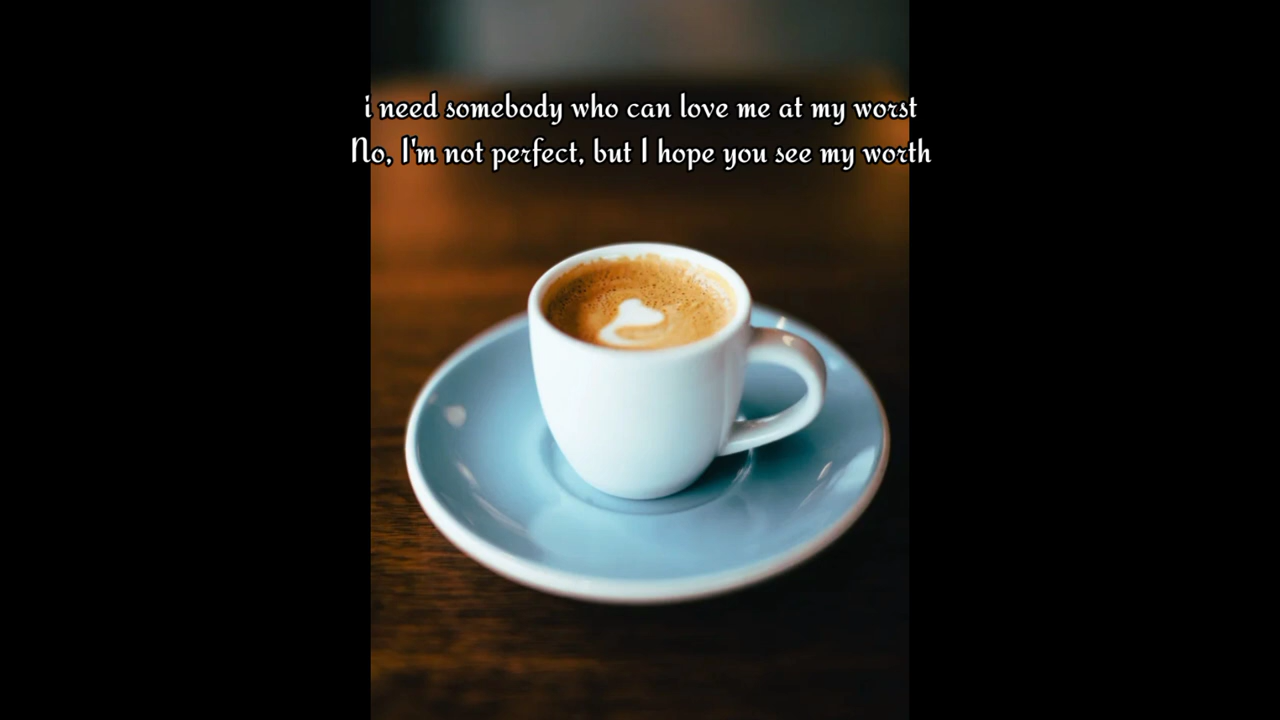 i need somebody who can love me at my worst
No, I'm not perfect, but I hope you see my worth